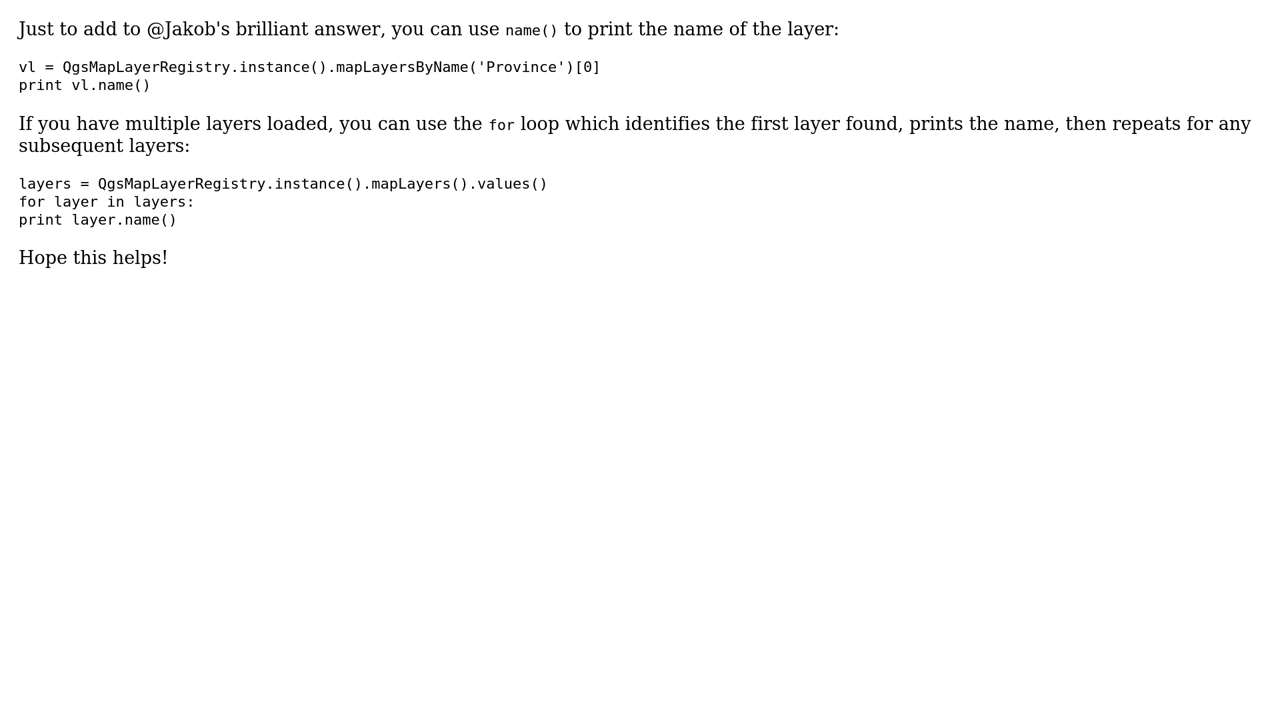 Just to add to @Jakob's brilliant answer, you can use name() to print the name of the layer:
vl = QgsMapLayerRegistry.instance().mapLayersByName('Province')[0]
print vl.name()
If you have multiple layers loaded, you can use the for loop which identifies the first layer found, prints the name, then repeats for any
subsequent layers:
layers = QgsMapLayerRegistry.instance().mapLayers().values()
for layer in layers:
print layer.name()
Hope this helps!